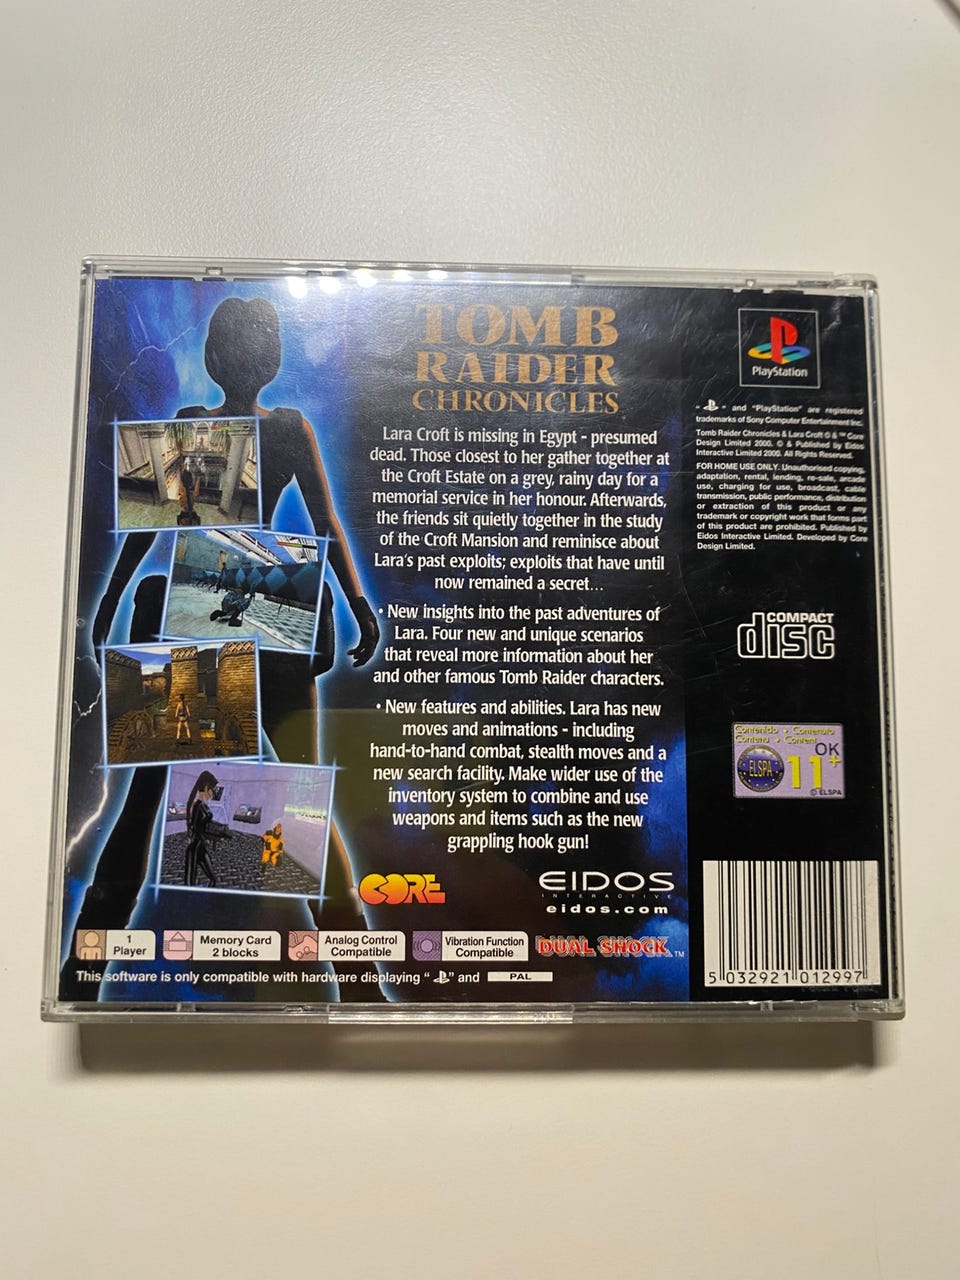 TOMB
RAIDER
CHRONICLES
Lara Croft is missing in Egypt - presumed
dead. Those closest to her gather together at
the Croft Estate on a grey, rainy day for a
memorial service in her honour. Afterwards,
the friends sit quietly together in the study
of the Croft Mansion and reminisce about
Lara's past exploits; exploits that have until
now remained a secret...
• New insights into the past adventures of
Lara. Four new and unique scenarios
that reveal more information about her
and other famous Tomb Raider characters.
• New features and abilities. Lara has new
moves and animations - including
hand-to-hand combat, stealth moves and a
new search facility. Make wider use of the
inventory system to combine and use
weapons and items such as the new
grappling hook gun!
CORE
EIDOS
INTERACTIVE
eidos.com
1
Player
Memory Card
2 blocks
Analog Control
Compatible
Vibration Function
Compatible
DUAL SHOCK™
This software is only compatible with hardware displaying " " and PAL
PlayStation
" " and "PlayStation" are registered
trademarks of Sony Computer Entertainment Inc.
Tomb Raider Chronicles & Lara Croft © & ™ Core
Design Limited 2000. © & Published by Eidos
Interactive Limited 2000. All Rights Reserved.
FOR HOME USE ONLY. Unauthorised copying,
adaptation, rental, lending, re-sale, arcade
use, charging for use, broadcast, cable
transmission, public performance, distribution
or extraction of this product or any
trademark or copyright work that forms part
of this product are prohibited. Published by
Eidos Interactive Limited. Developed by Core
Design Limited.
COMPACT
disc
Contenido > Contenuto
Contenu > Content
OK
ELSPA
11+
© ELSPA
5 032921 012997